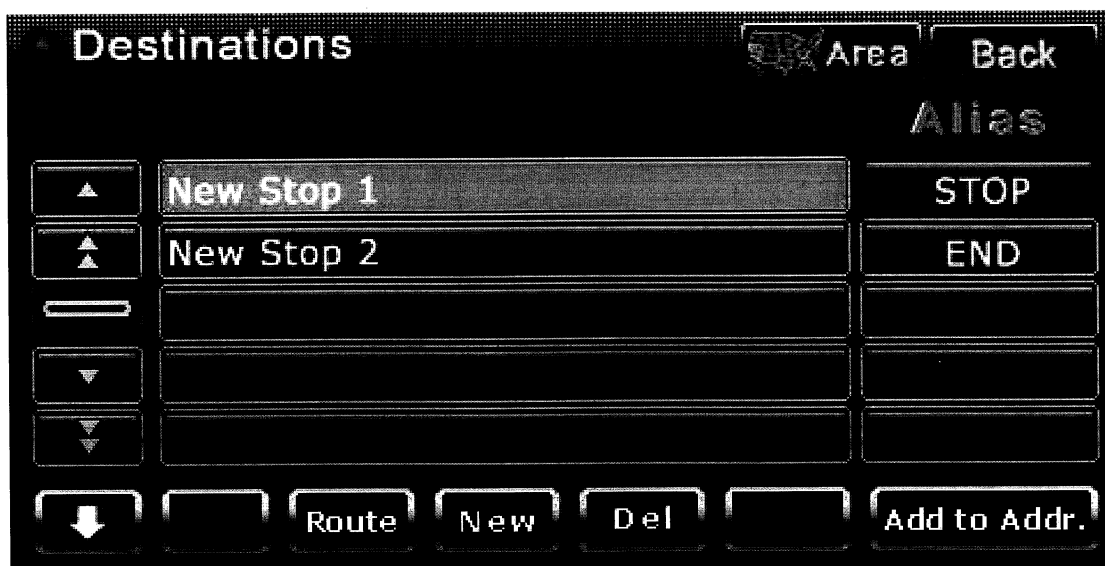 Destinations Area Back
Alias
New Stop 1 STOP
New Stop 2 END
Route New Del Add to Addr.